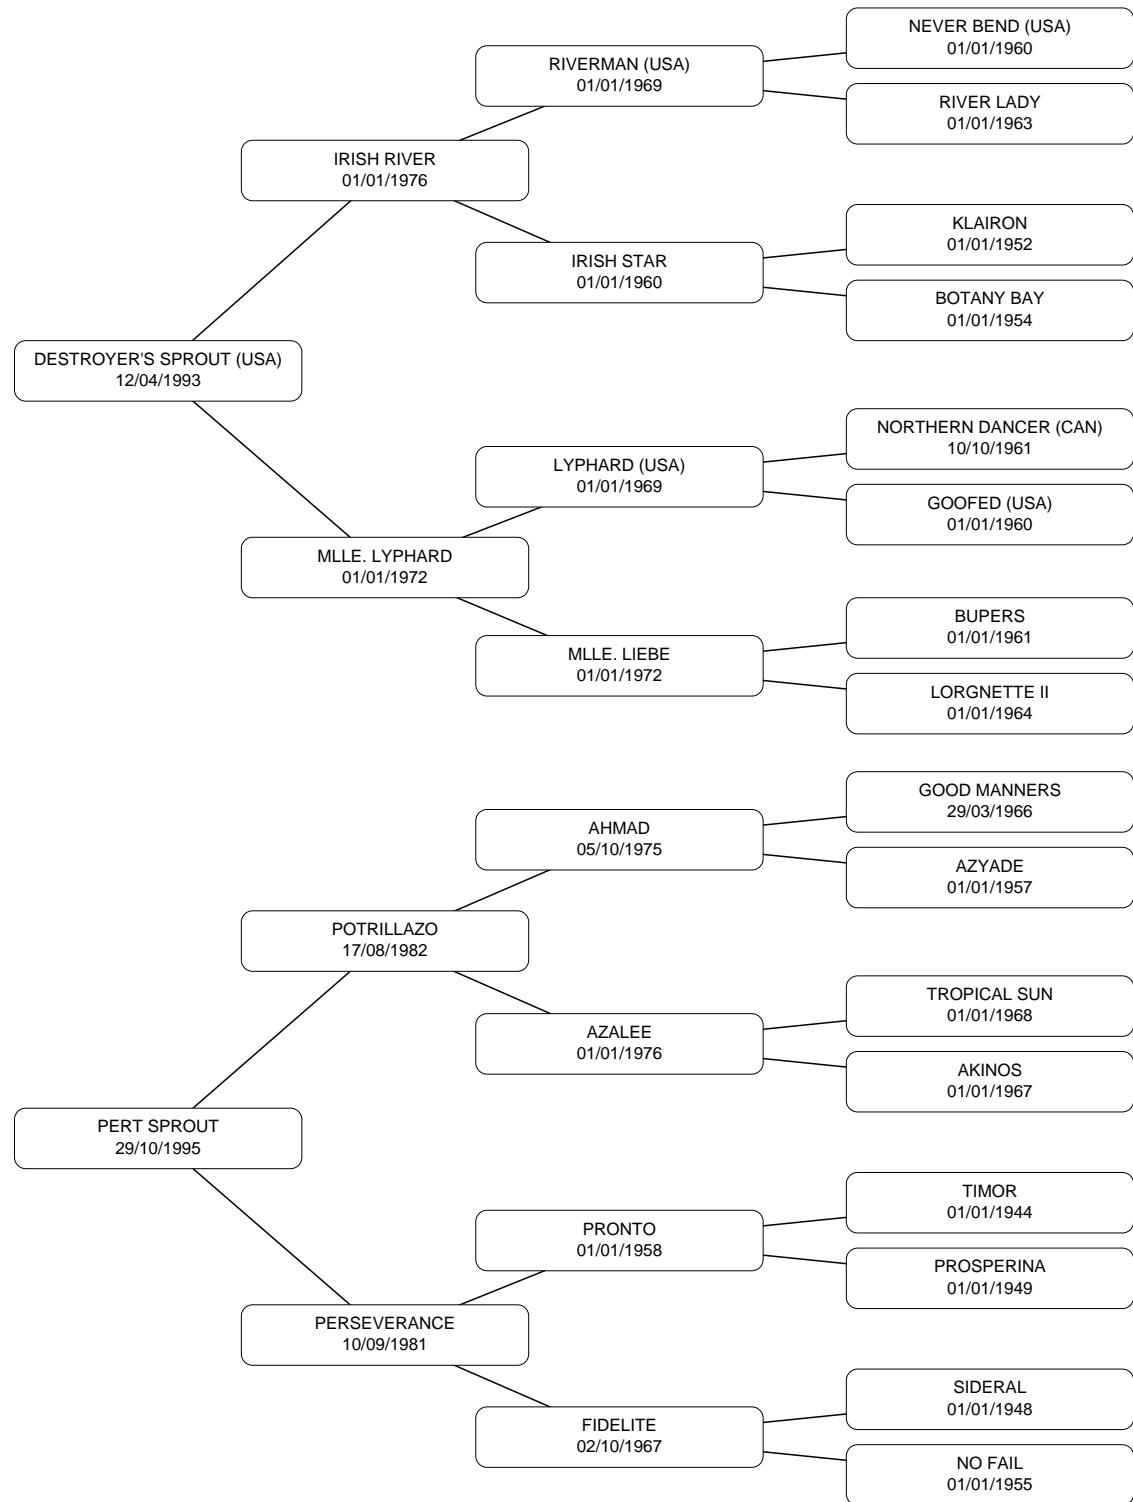 NEVER BEND (USA)
01/01/1960
RIVERMAN (USA)
01/01/1969
RIVER LADY
01/01/1963
IRISH RIVER
01/01/1976
KLAIRON
01/01/1952
IRISH STAR
01/01/1960
BOTANY BAY
01/01/1954
DESTROYER'S SPROUT (USA)
12/04/1993
NORTHERN DANCER (CAN)
10/10/1961
LYPHARD (USA)
01/01/1969
GOOFED (USA)
01/01/1960
MLLE. LYPHARD
01/01/1972
BUPERS
01/01/1961
MLLE. LIEBE
01/01/1972
LORGNETTE II
01/01/1964
GOOD MANNERS
29/03/1966
AHMAD
05/10/1975
AZYADE
01/01/1957
POTRILLAZO
17/08/1982
TROPICAL SUN
01/01/1968
AZALEE
01/01/1976
AKINOS
01/01/1967
PERT SPROUT
29/10/1995
TIMOR
01/01/1944
PRONTO
01/01/1958
PROSPERINA
01/01/1949
PERSEVERANCE
10/09/1981
SIDERAL
01/01/1948
FIDELITE
02/10/1967
NO FAIL
01/01/1955